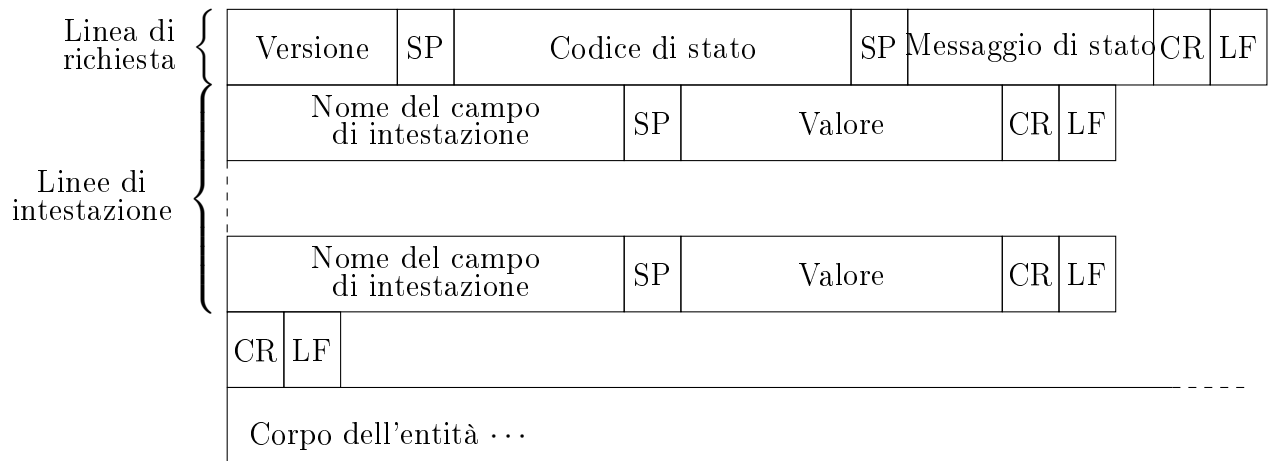 Linea di
richiesta
Versione SP Codice di stato SP Messaggio di stato CR LF
Nome del campo
di intestazione SP Valore CR LF
Linee di
intestazione
Nome del campo
di intestazione SP Valore CR LF
CR LF
Corpo dell'entità ···